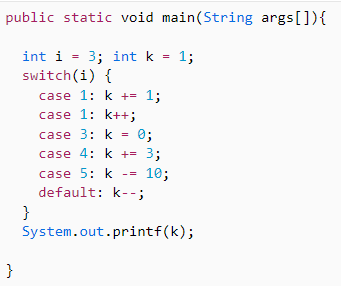 public static void main(String args[]){
int i = 3; int k = 1;
switch(i) {
case 1: k += 1;
case 1: k++;
case 3: k = 0;
case 4: k += 3;
case 5: k -= 10;
default: k--;
}
System.out.printf(k);
}